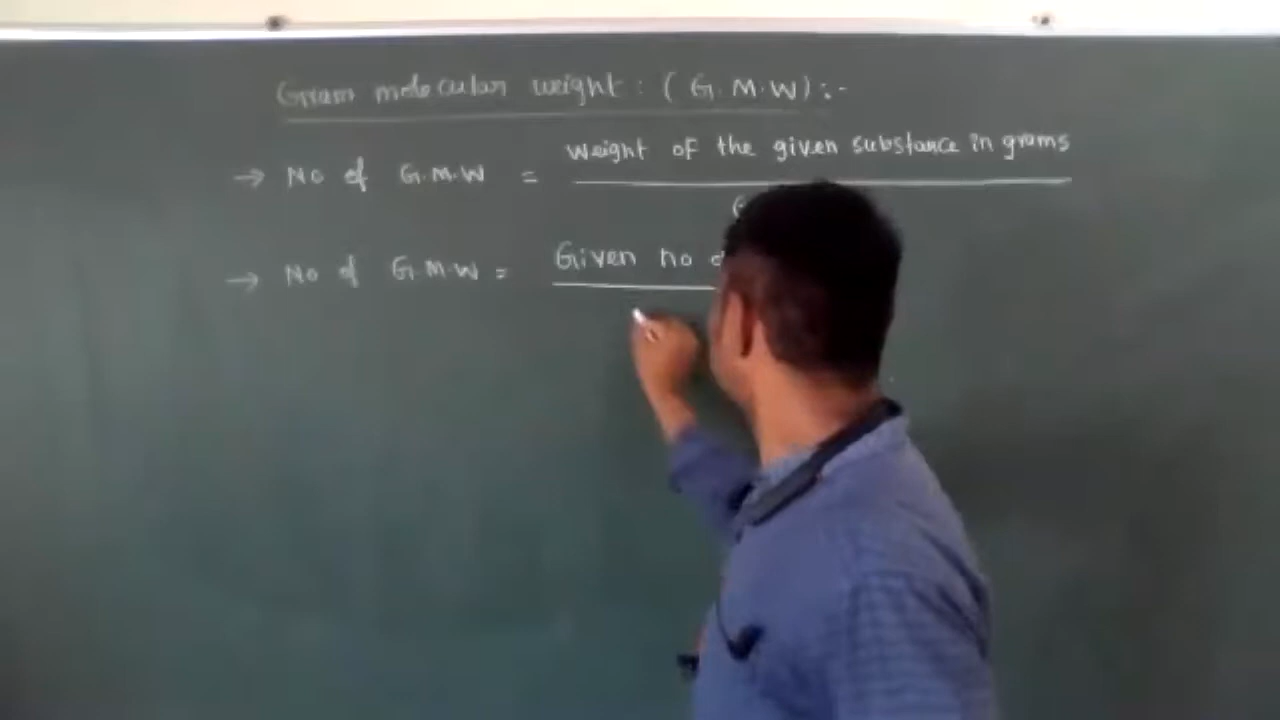 Gram molecular weight : ( G.M.W) :-
→ No of G.M.W = Weight of the given substance in grams
→ No of G.M.W = Given no